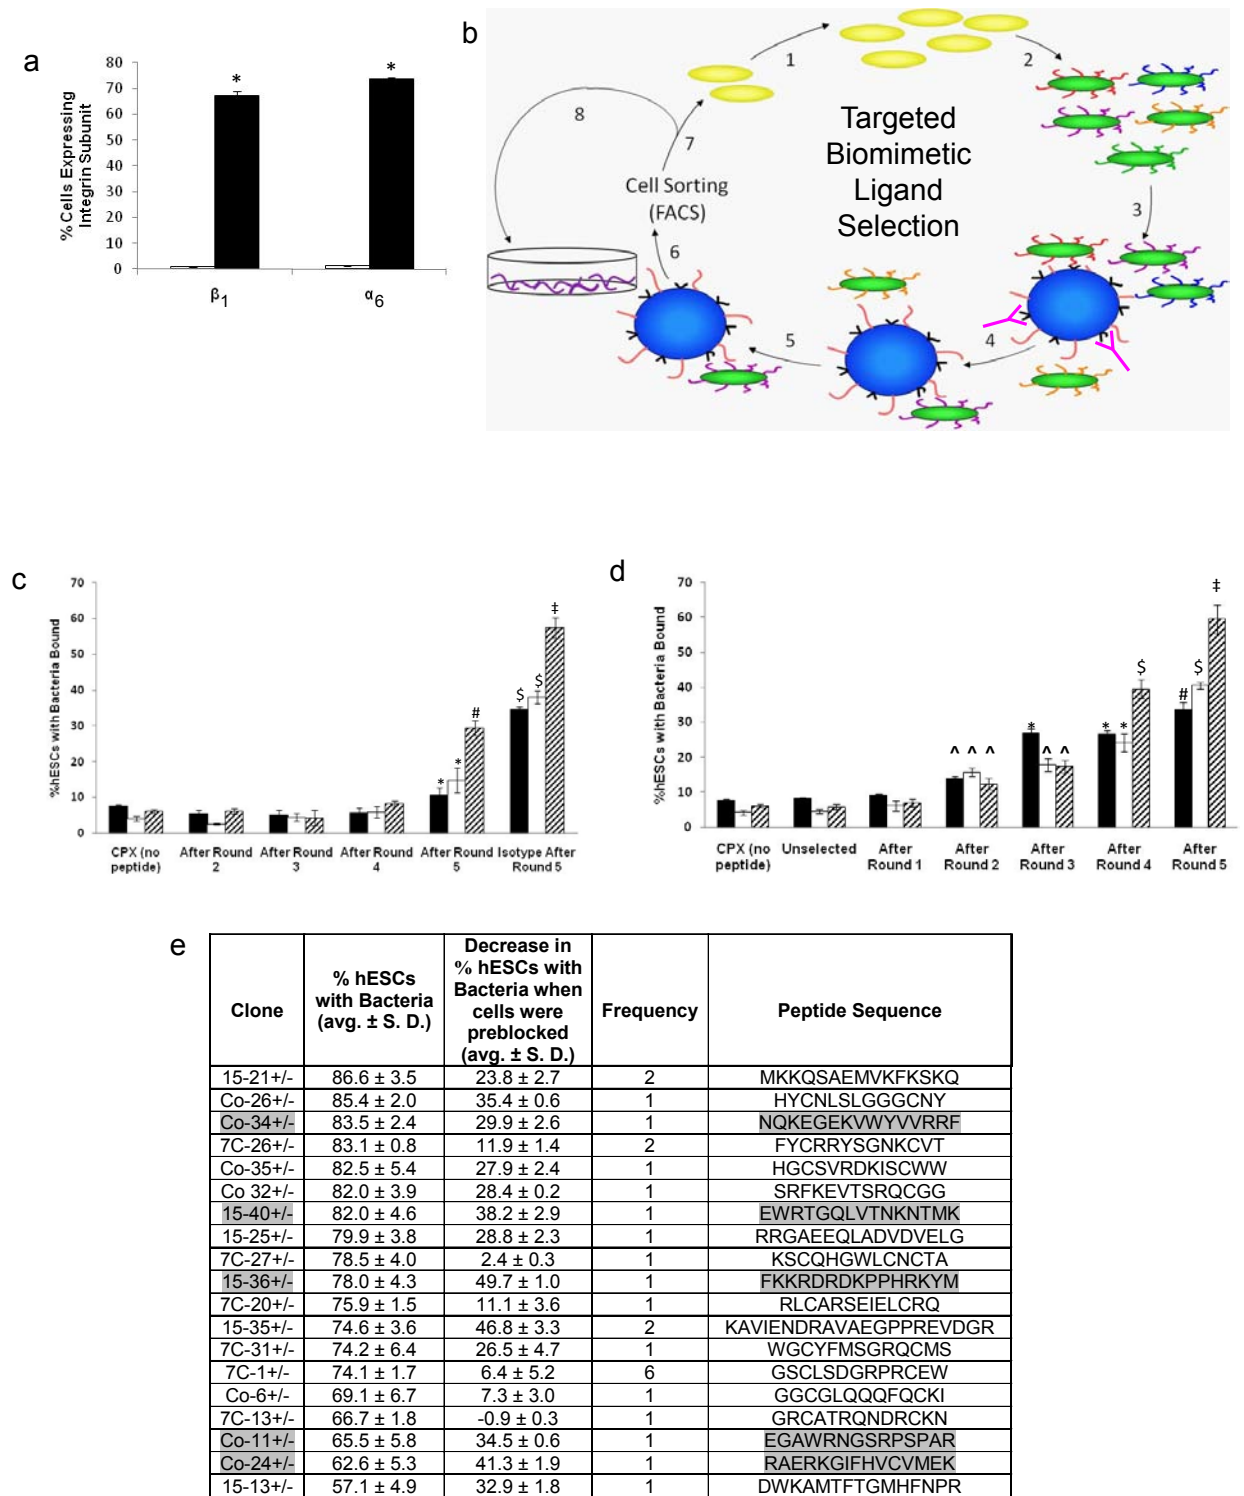 a
80
70
60
50
40
30
20
10
0
% Cells Expressing
Integrin Subunit
*
*
β1
α6
b
1
2
3
4
5
6
7
8
Targeted
Biomimetic
Ligand
Selection
Cell Sorting
(FACS)
c
70
60
50
40
30
20
10
0
%hESCs with Bacteria Bound
* * #
$ $ ‡
CPX (no peptide)
After Round 2
After Round 3
After Round 4
After Round 5
Isotype After Round 5
d
70
60
50
40
30
20
10
0
%hESCs with Bacteria Bound
^ ^ ^
* ^ ^
* * $
# $ ‡
CPX (no peptide)
Unselected
After Round 1
After Round 2
After Round 3
After Round 4
After Round 5
e
Clone
% hESCs
with Bacteria
(avg. ± S. D.)
Decrease in
% hESCs with
Bacteria when
cells were
preblocked
(avg. ± S. D.)
Frequency
Peptide Sequence
15-21+/- 86.6 ± 3.5 23.8 ± 2.7 2 MKKQSAEMVKFKSKQ
Co-26+/- 85.4 ± 2.0 35.4 ± 0.6 1 HYCNLSLGGGCNY
Co-34+/- 83.5 ± 2.4 29.9 ± 2.6 1 NQKEGEKVWYVVRRF
7C-26+/- 83.1 ± 0.8 11.9 ± 1.4 2 FYCRRYSGNKCVT
Co-35+/- 82.5 ± 5.4 27.9 ± 2.4 1 HGCSVRDKISCWW
Co 32+/- 82.0 ± 3.9 28.4 ± 0.2 1 SRFKEVTSRQCGG
15-40+/- 82.0 ± 4.6 38.2 ± 2.9 1 EWRTGQLVTNKNTMK
15-25+/- 79.9 ± 3.8 28.8 ± 2.3 1 RRGAEEQLADVDVELG
7C-27+/- 78.5 ± 4.0 2.4 ± 0.3 1 KSCQHGWLCNCTA
15-36+/- 78.0 ± 4.3 49.7 ± 1.0 1 FKKRDRDKPPHRKYM
7C-20+/- 75.9 ± 1.5 11.1 ± 3.6 1 RLCARSEIELCRQ
15-35+/- 74.6 ± 3.6 46.8 ± 3.3 2 KAVIENDRAVAEGPPREVDGR
7C-31+/- 74.2 ± 6.4 26.5 ± 4.7 1 WGCYFMSGRQCMS
7C-1+/- 74.1 ± 1.7 6.4 ± 5.2 6 GSCLSDGRPRCEW
Co-6+/- 69.1 ± 6.7 7.3 ± 3.0 1 GGCGLQQQFQCKI
7C-13+/- 66.7 ± 1.8 -0.9 ± 0.3 1 GRCATRQNDRCKN
Co-11+/- 65.5 ± 5.8 34.5 ± 0.6 1 EGAWRNGSRPSPAR
Co-24+/- 62.6 ± 5.3 41.3 ± 1.9 1 RAERKGIFHVCVMEK
15-13+/- 57.1 ± 4.9 32.9 ± 1.8 1 DWKAMTFTGMHFNPR